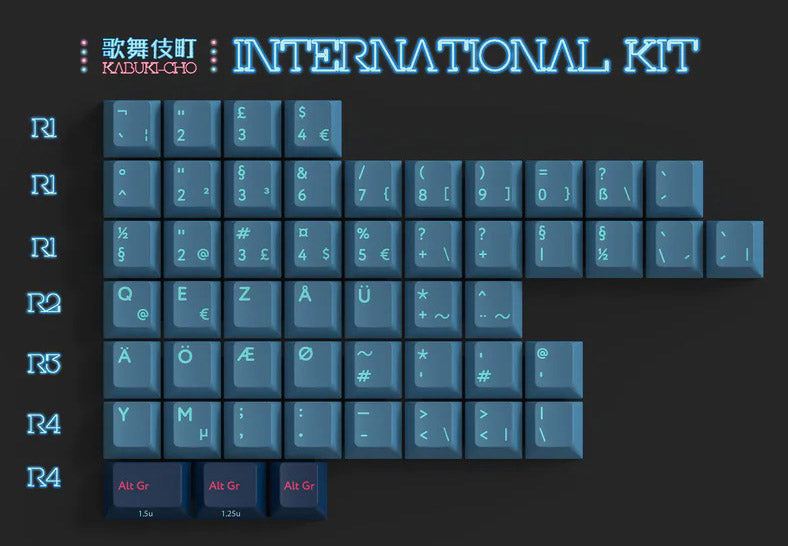 歌舞伎町
KABUKI-CHO
INTERNATIONAL KIT
R1
¬ ` ¦
" 2
£ 3
$ 4 €
R1
° ^
" 2 ²
§ 3 ³
& 6
/ 7 {
( 8 [
) 9 ]
= 0 }
? ß \
` ´
R1
½ §
" 2 @
# 3 £
¤ 4 $
% 5 €
? + \
? +
§ |
§ ½
` \ ´
` ´ |
R2
Q @
E €
Z
Å
Ü
* + ~
^ ¨ ~
R3
Ä
Ö
Æ
Ø
~ #
* '
' #
@ '
R4
Y
M µ
; ,
: .
— -
> < \
> < |
| \
R4
Alt Gr
1.5u
Alt Gr
1.25u
Alt Gr